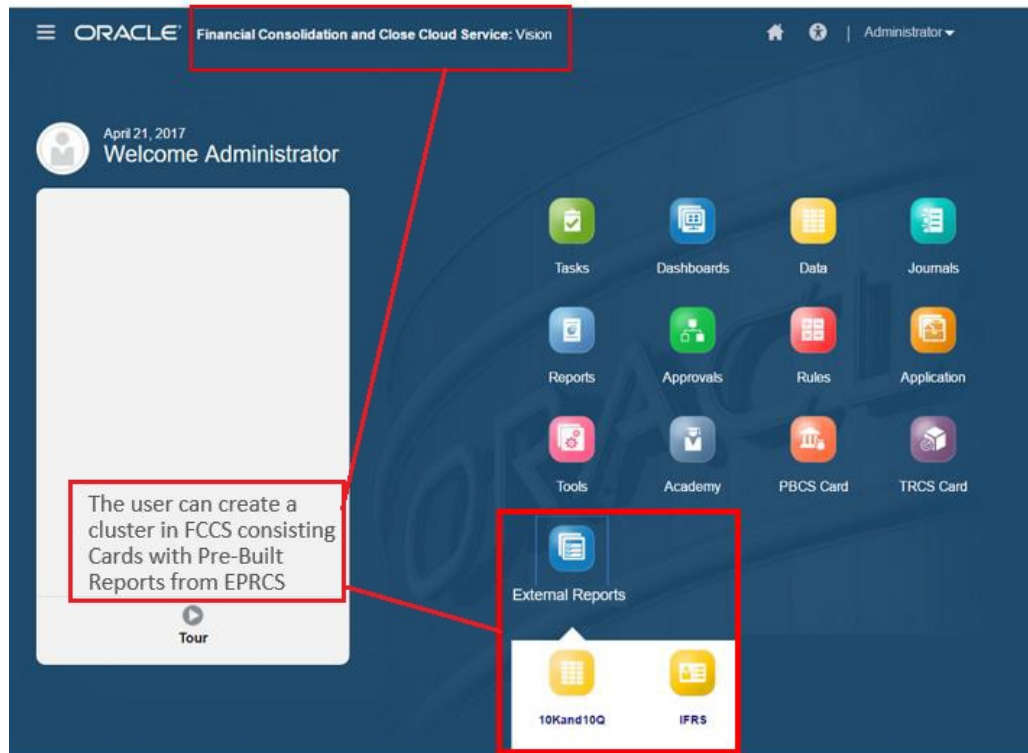 ORACLE Financial Consolidation and Close Cloud Service: Vision
Administrator
April 21, 2017
Welcome Administrator
Tasks
Dashboards
Data
Journals
Reports
Approvals
Rules
Application
Tools
Academy
PBCS Card
TRCS Card
The user can create a
cluster in FCCS consisting
Cards with Pre-Built
Reports from EPRCS
Tour
External Reports
10Kand10Q
IFRS
ORACL